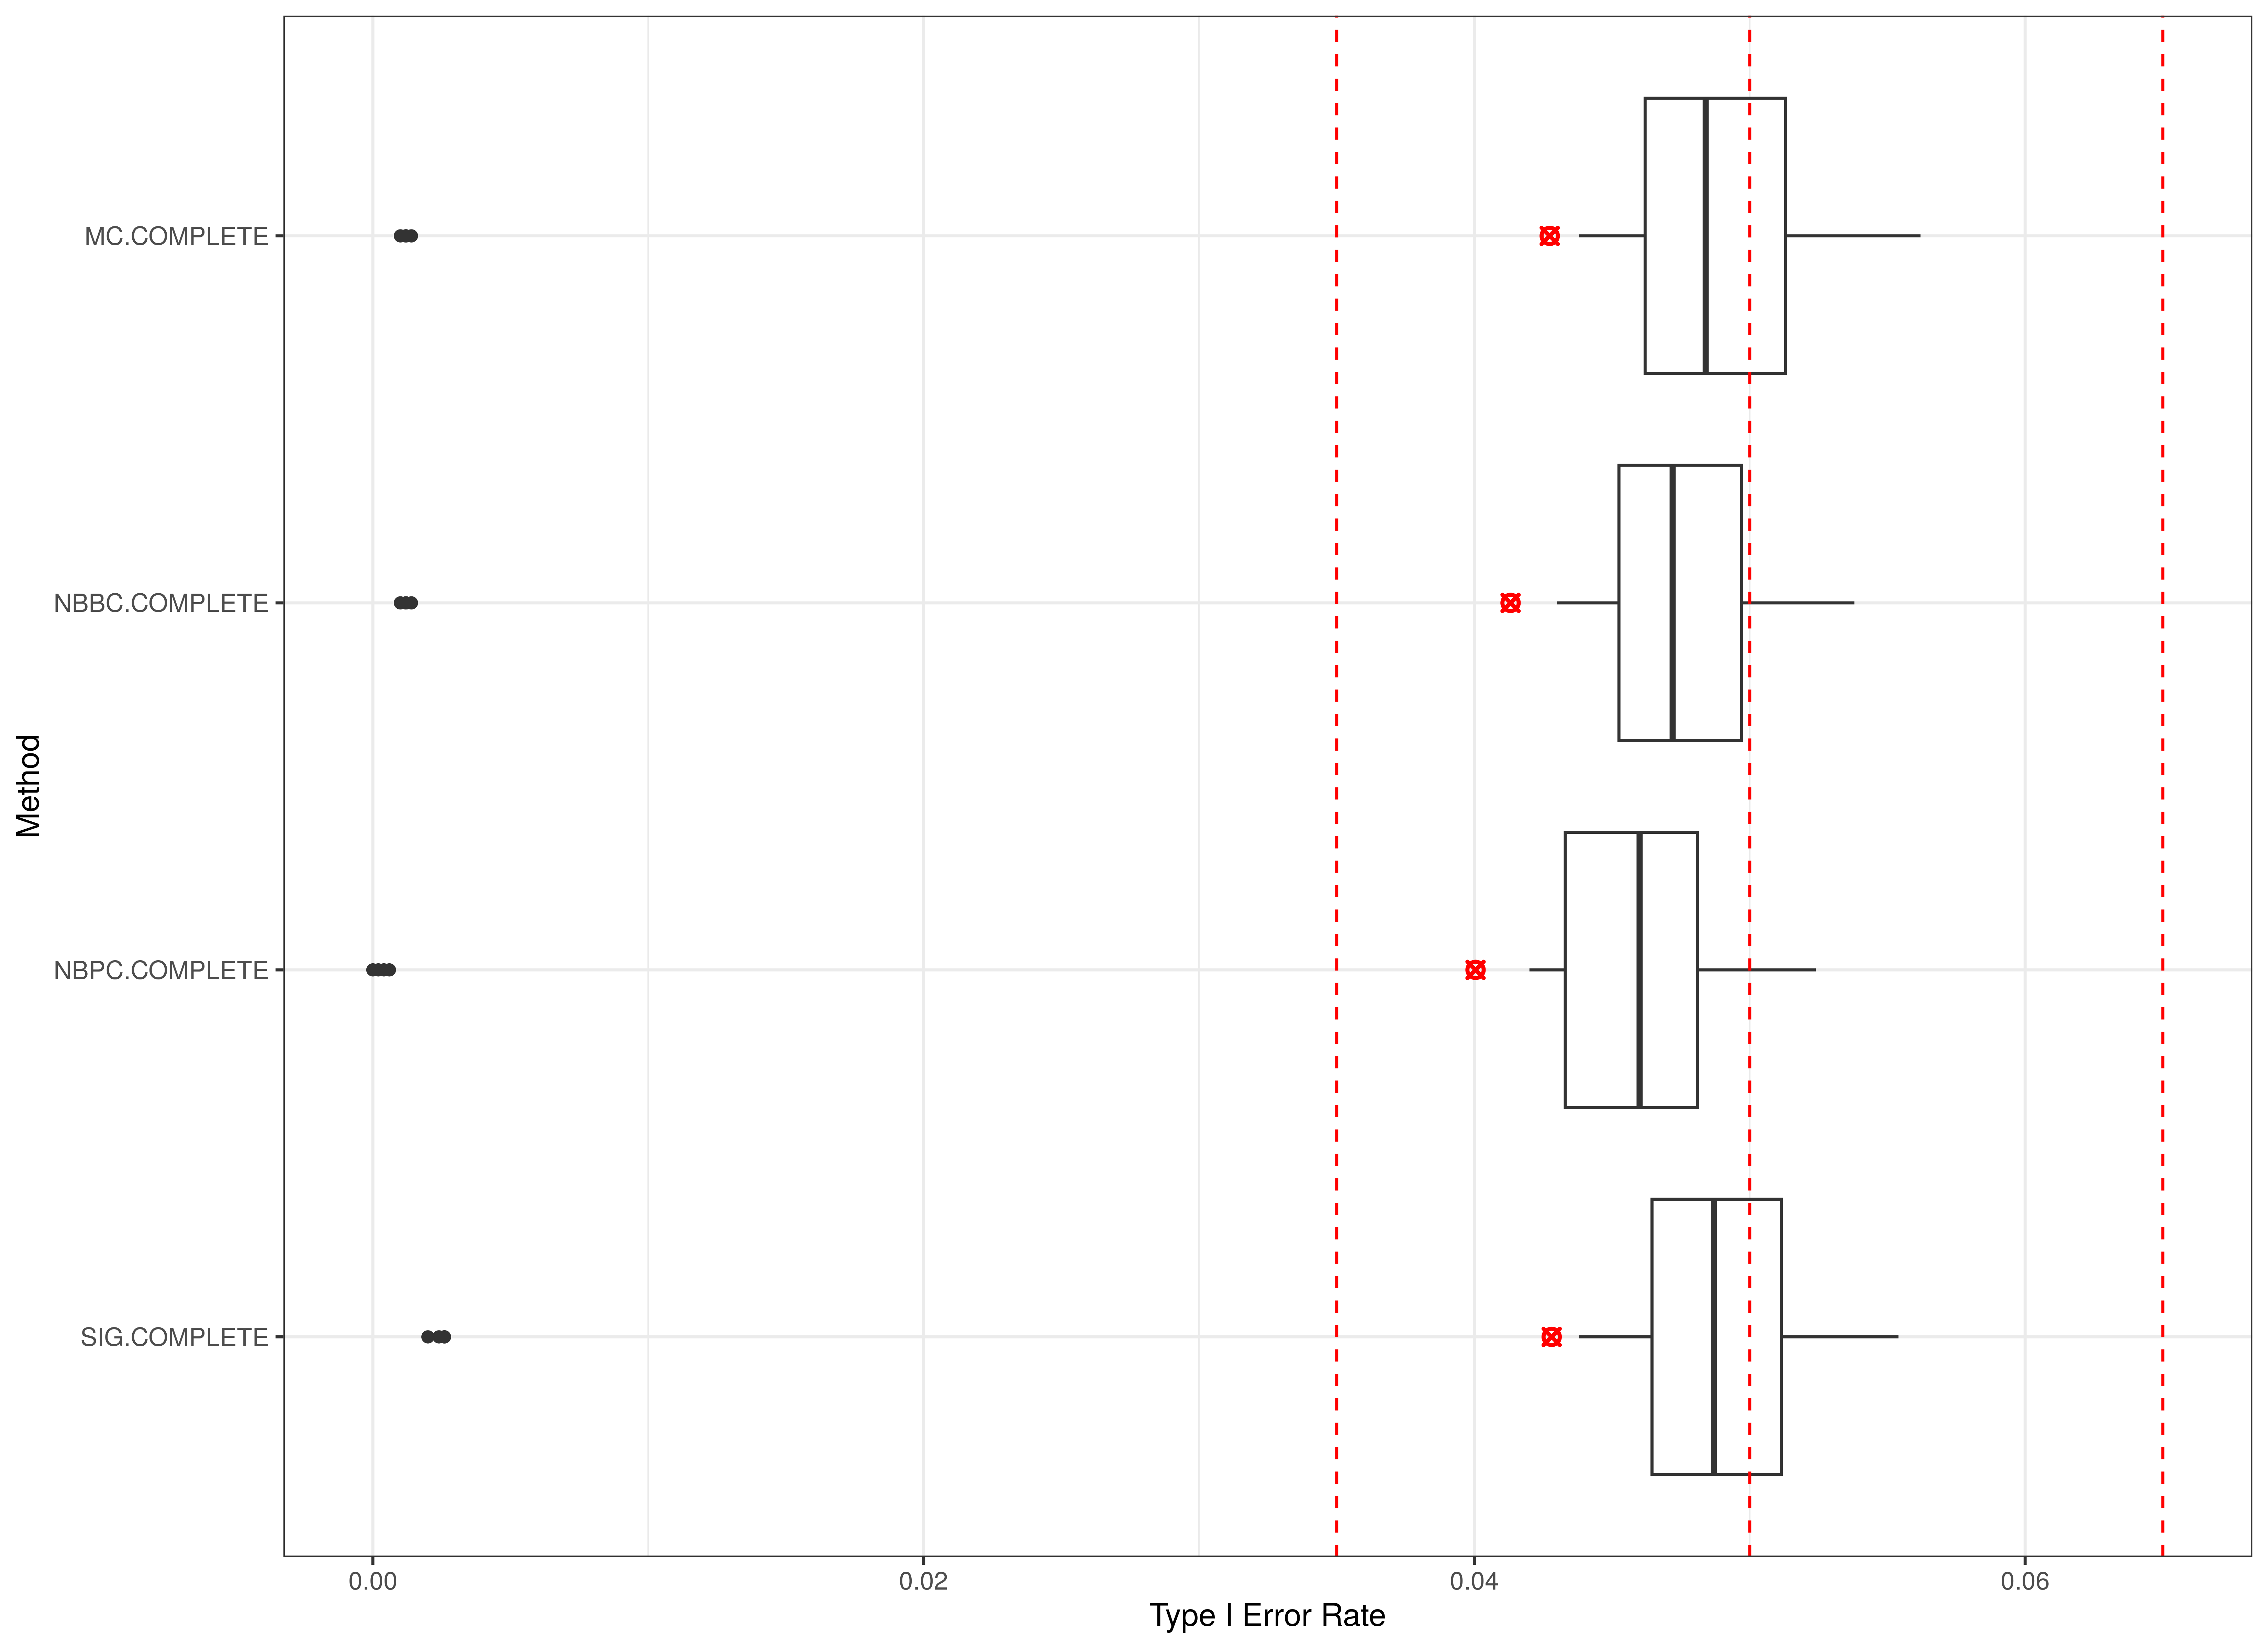 Method
MC.COMPLETE
NBBC.COMPLETE
NBPC.COMPLETE
SIG.COMPLETE
0.00 0.02 0.04 0.06
Type I Error Rate